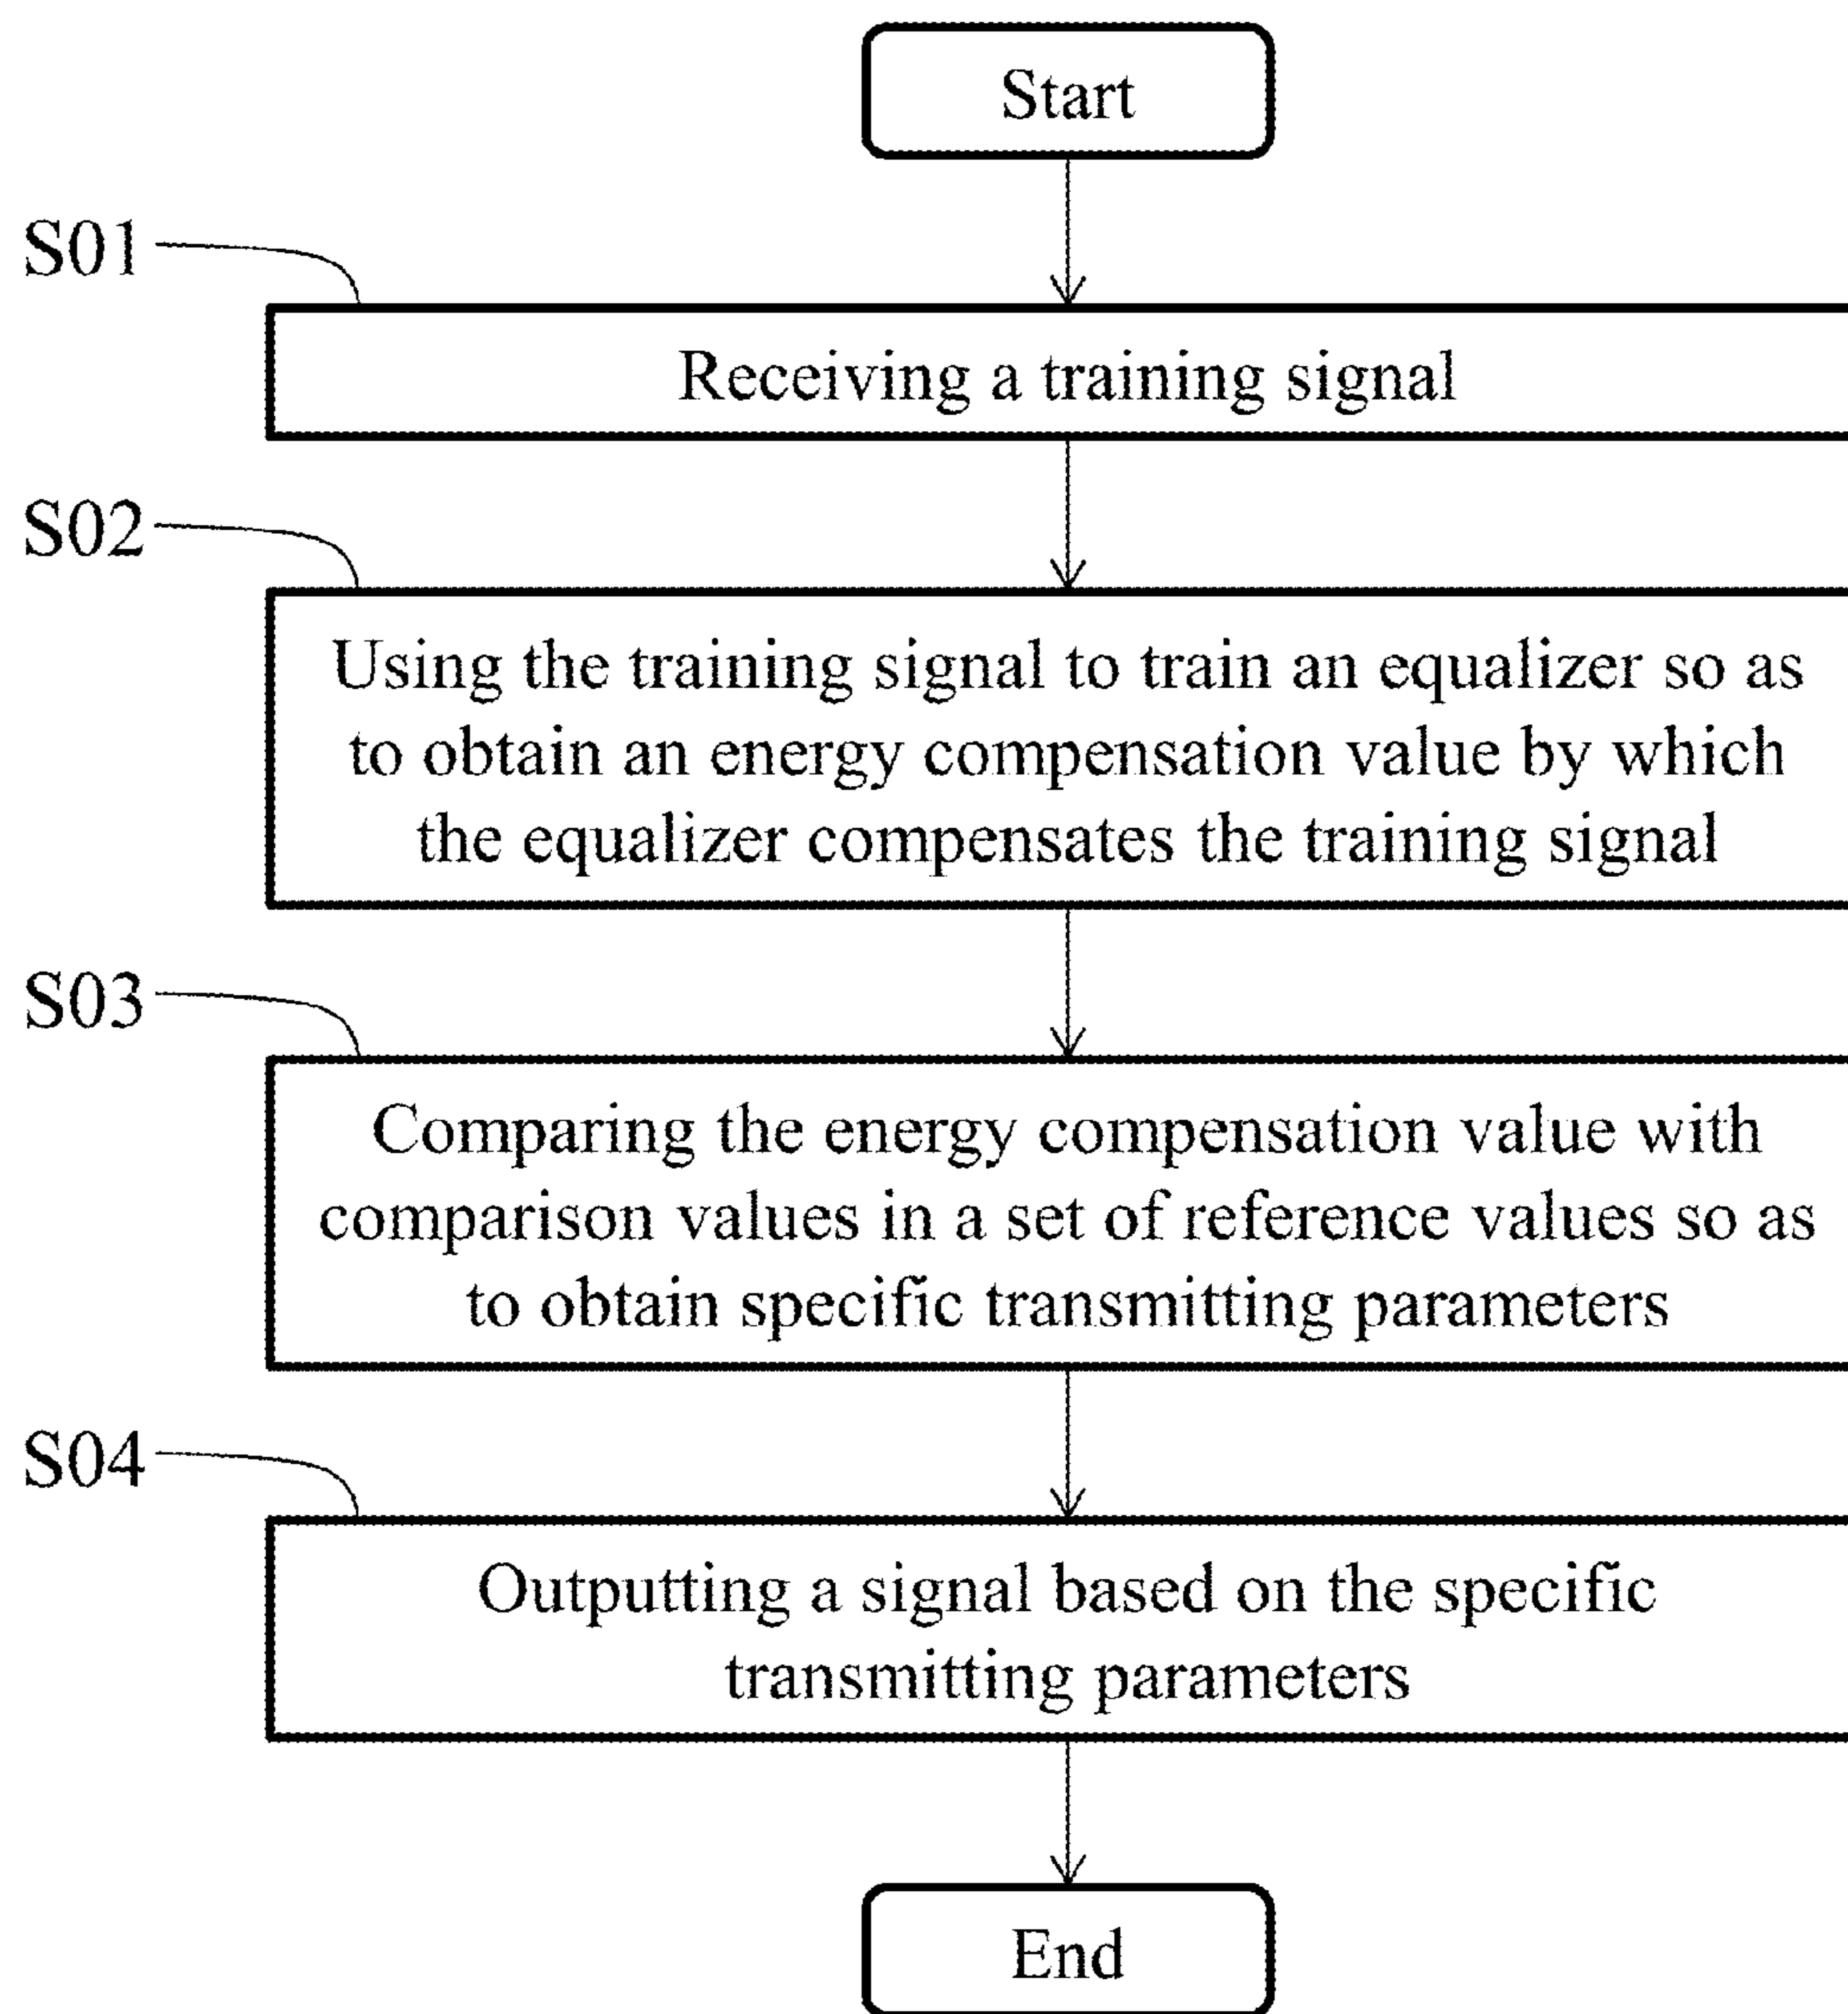 Start
S01
Receiving a training signal
S02
Using the training signal to train an equalizer so as
to obtain an energy compensation value by which
the equalizer compensates the training signal
S03
Comparing the energy compensation value with
comparison values in a set of reference values so as
to obtain specific transmitting parameters
S04
Outputting a signal based on the specific
transmitting parameters
End